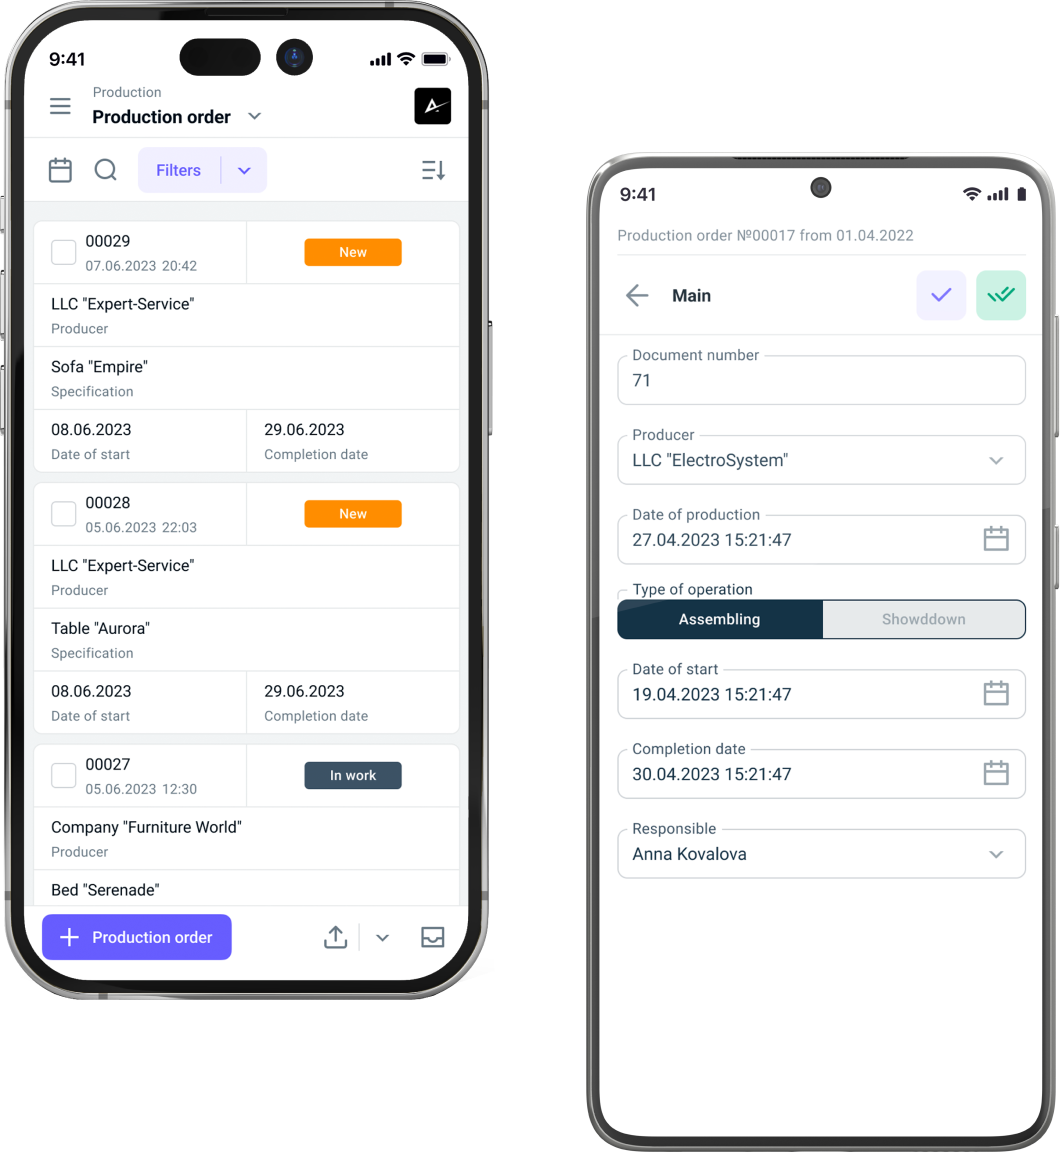 9:41
Production
Production order
Filters
00029
07.06.2023 20:42
New
LLC "Expert-Service"
Producer
Sofa "Empire"
Specification
08.06.2023
Date of start
29.06.2023
Completion date
00028
05.06.2023 22:03
New
LLC "Expert-Service"
Producer
Table "Aurora"
Specification
08.06.2023
Date of start
29.06.2023
Completion date
00027
05.06.2023 12:30
In work
Company "Furniture World"
Producer
Bed "Serenade"
Production order
9:41
Production order №00017 from 01.04.2022
Main
Document number
71
Producer
LLC "ElectroSystem"
Date of production
27.04.2023 15:21:47
Type of operation
Assembling
Showddown
Date of start
19.04.2023 15:21:47
Completion date
30.04.2023 15:21:47
Responsible
Anna Kovalova